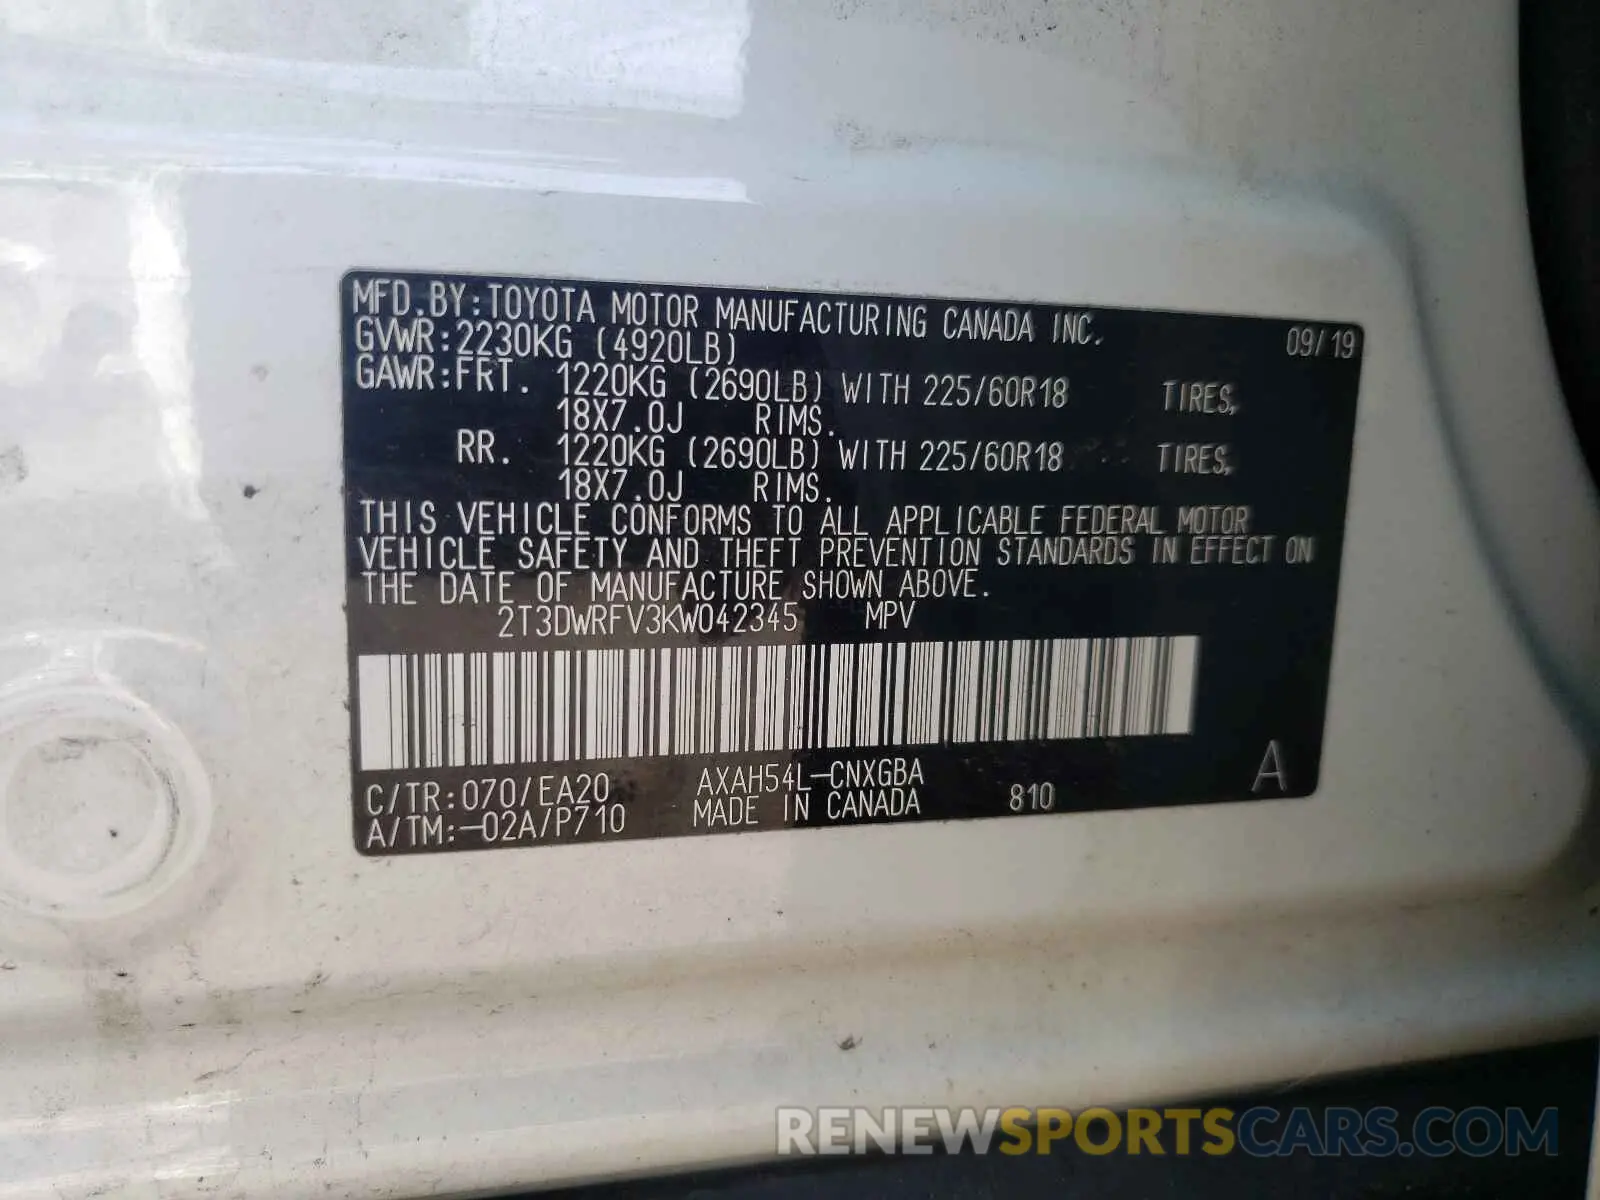 MFD.BY:TOYOTA MOTOR MANUFACTURING CANADA INC. 09/19
GVWR:2230KG (4920LB)
GAWR:FRT. 1220KG (2690LB) WITH 225/60R18 TIRES,
18X7.0J RIMS.
RR. 1220KG (2690LB) WITH 225/60R18 TIRES,
18X7.0J RIMS.
THIS VEHICLE CONFORMS TO ALL APPLICABLE FEDERAL MOTOR
VEHICLE SAFETY AND THEFT PREVENTION STANDARDS IN EFFECT ON
THE DATE OF MANUFACTURE SHOWN ABOVE.
2T3DWRFV3KW042345 MPV
C/TR:070/EA20 AXAH54L-CNXGBA A
A/TM:-02A/P710 MADE IN CANADA 810
RENEWSPORTSCARS.COM